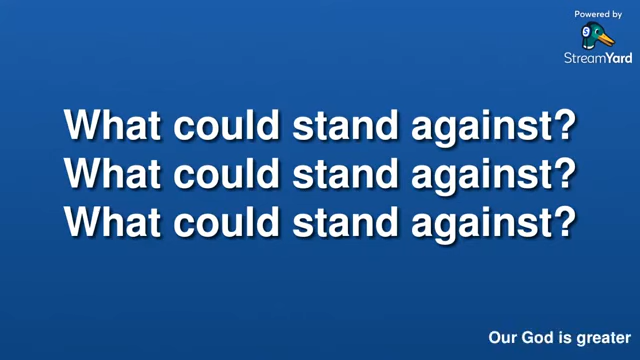 Powered by
StreamYard
What could stand against?
What could stand against?
What could stand against?
Our God is greater